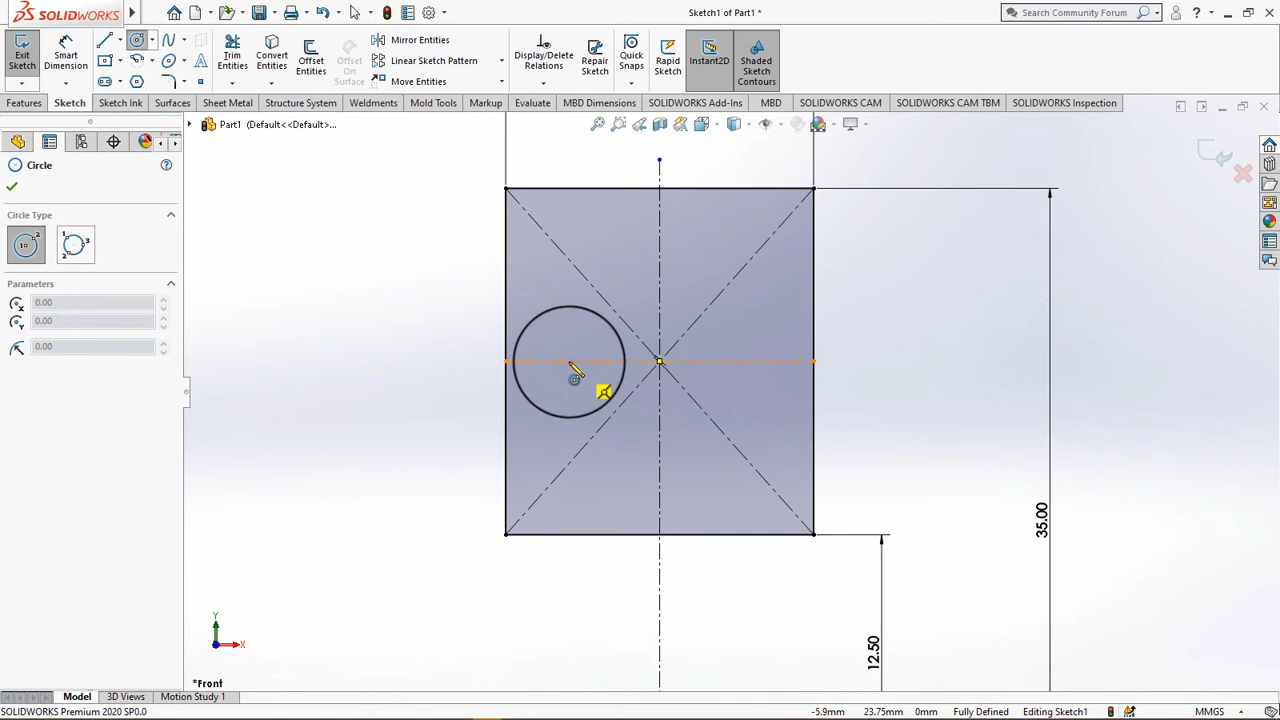 SOLIDWORKS
Sketch1 of Part1 *
Search Community Forum
?
Exit Sketch
Smart Dimension
Trim Entities
Convert Entities
Offset Entities
Offset On Surface
Mirror Entities
Linear Sketch Pattern
Move Entities
Display/Delete Relations
Repair Sketch
Quick Snaps
Rapid Sketch
Instant2D
Shaded Sketch Contours
Features
Sketch
Sketch Ink
Surfaces
Sheet Metal
Structure System
Weldments
Mold Tools
Markup
Evaluate
MBD Dimensions
SOLIDWORKS Add-Ins
MBD
SOLIDWORKS CAM
SOLIDWORKS CAM TBM
SOLIDWORKS Inspection
Part1 (Default<<Default>...
Circle
Circle Type
Parameters
0.00
0.00
0.00
35.00
12.50
Y
X
*Front
Model
3D Views
Motion Study 1
-5.9mm
23.75mm
0mm
Fully Defined
Editing Sketch1
MMGS